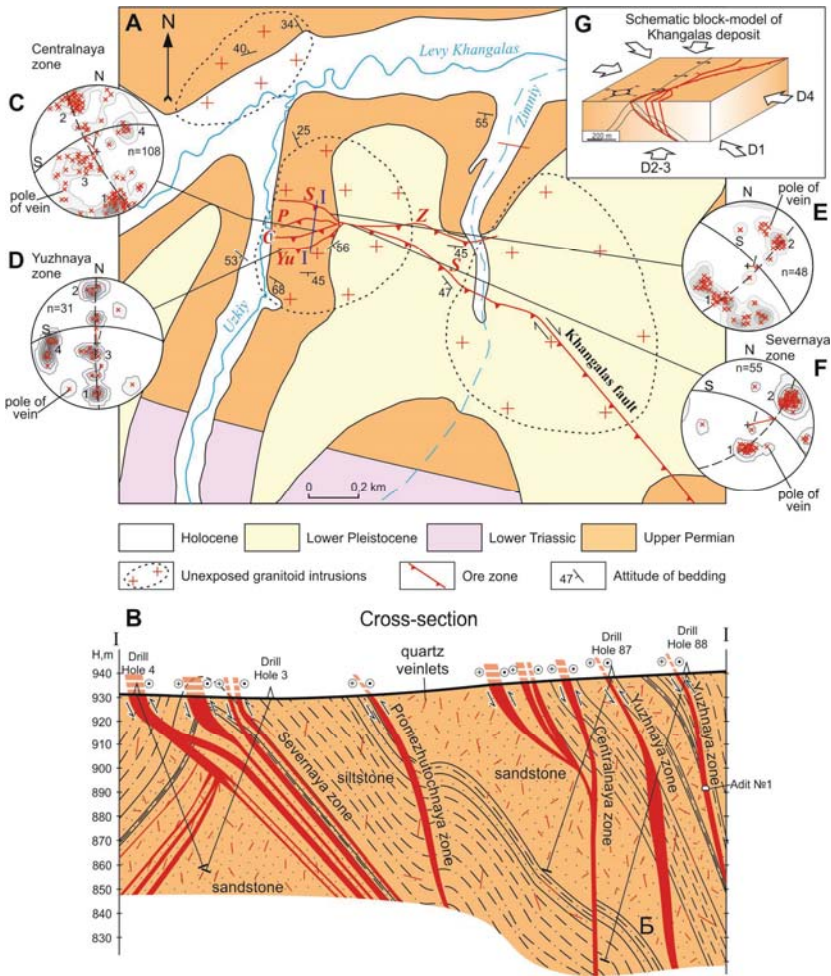 A
N
34
40
Levy Khangalas
Zimniy
25
55
S
I
P
C
Yu
I
Z
S
56
45
53
68
45
47
Uzkiy
Khangalas fault
0 0,2 km
G
Schematic block-model of
Khangalas deposit
D4
200 m
D1
D2-3
Centralnaya
zone
C
N
2
4
S
3
1
n=108
pole
of vein
D
Yuzhnaya
zone
N
n=31
2
S
4
3
1
pole of
vein
pole of
vein
E
N
S
2
n=48
1
Severnaya
zone
F
N
n=55
S
2
1
pole of
vein
Holocene
Lower Pleistocene
Lower Triassic
Upper Permian
Unexposed granitoid intrusions
Ore zone
47
Attitude of bedding
B
Cross-section
I
I
H,m
940
930
920
910
900
890
880
870
860
850
840
830
Drill
Hole 4
Drill
Hole 3
quartz
veinlets
Drill
Hole 87
Drill
Hole 88
Severnaya zone
siltstone
Promezhutochnaya zone
sandstone
Centralnaya zone
Yuzhnaya zone
Yuzhnaya zone
Adit №1
sandstone
Б